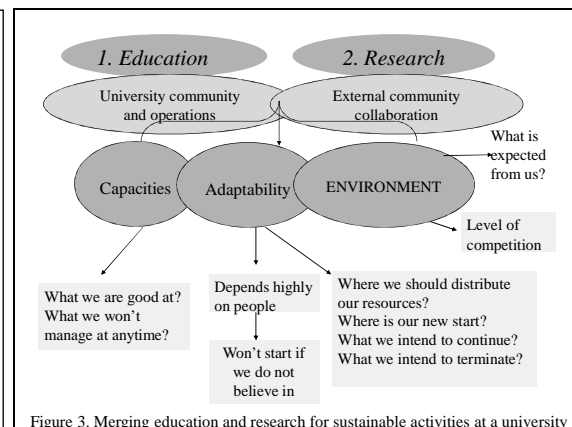 1. Education
2. Research
University community
and operations
External community
collaboration
What is
expected
from us?
Capacities
Adaptability
ENVIRONMENT
Level of
competition
What we are good at?
What we won’t
manage at anytime?
Depends highly
on people
Where we should distribute
our resources?
Where is our new start?
What we intend to continue?
What we intend to terminate?
Won’t start if
we do not
believe in
Figure 3. Merging education and research for sustainable activities at a university